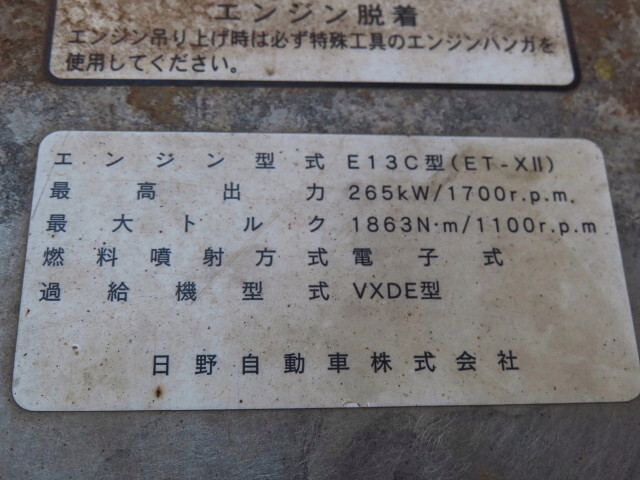 エンジン脱着
エンジン吊り上げ時は必ず特殊工具のエンジンハンガを
使用してください。
エンジン型式 E13C型(ET-XII)
最高出力 265kW/1700r.p.m.
最大トルク 1863N·m/1100r.p.m
燃料噴射方式 電子式
過給機型式 VXDE型
日野自動車株式会社